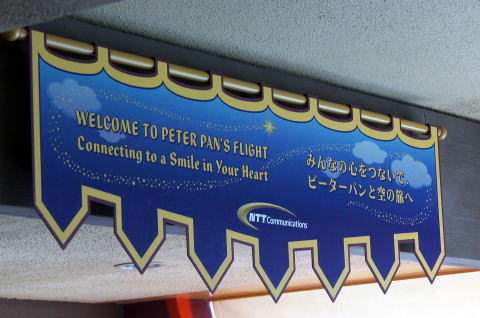 WELCOME TO PETER PAN'S FLIGHT
Connecting to a Smile in Your Heart
みんなの心をつないで、
ピーターパンと空の旅へ
NTT Communications